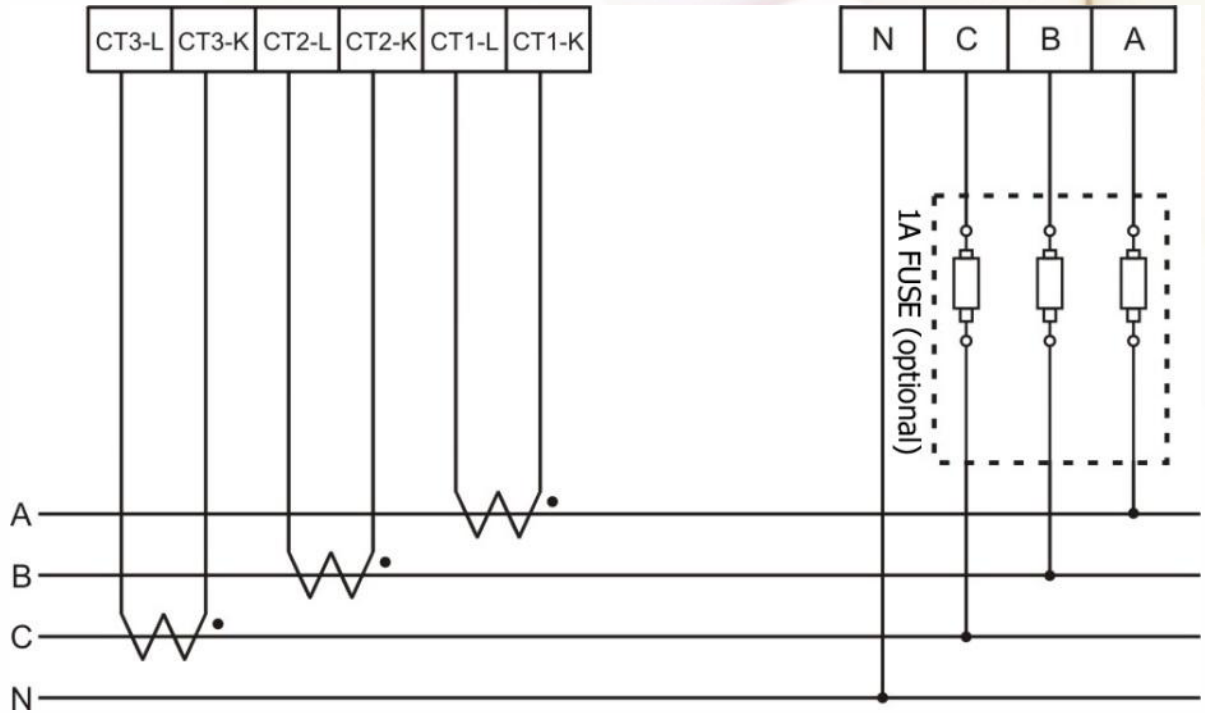 CT3-L CT3-K CT2-L CT2-K CT1-L CT1-K
N C B A
1A FUSE (optional)
A
B
C
N